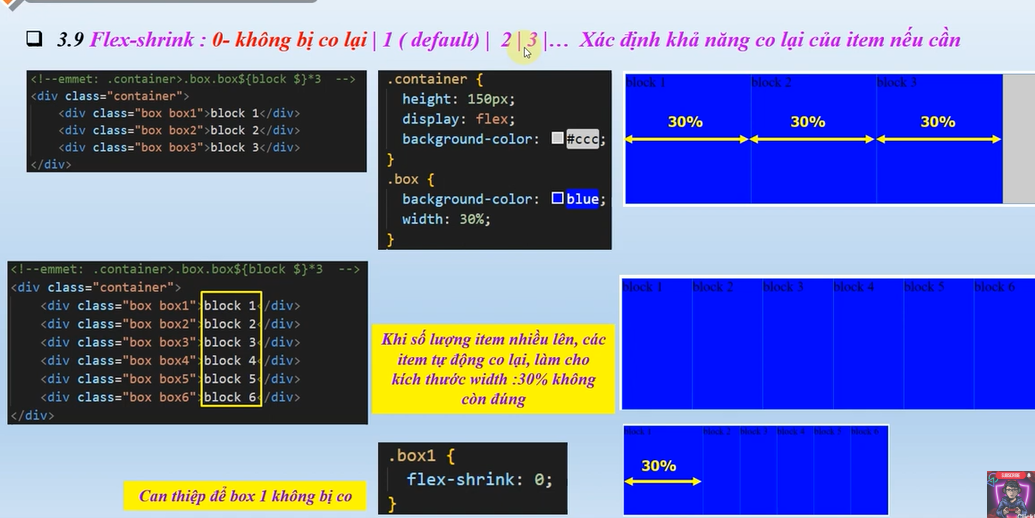 3.9 Flex-shrink : 0- không bị co lại | 1 ( default) | 2 | 3 |… Xác định khả năng co lại của item nếu cần
<!--emmet: .container>.box.box${block $}*3 -->
<div class="container">
<div class="box box1">block 1</div>
<div class="box box2">block 2</div>
<div class="box box3">block 3</div>
</div>
.container {
height: 150px;
display: flex;
background-color: #ccc;
}
.box {
background-color: blue;
width: 30%;
}
block 1 block 2 block 3
30% 30% 30%
<!--emmet: .container>.box.box${block $}*3 -->
<div class="container">
<div class="box box1">block 1</div>
<div class="box box2">block 2</div>
<div class="box box3">block 3</div>
<div class="box box4">block 4</div>
<div class="box box5">block 5</div>
<div class="box box6">block 6</div>
</div>
Khi số lượng item nhiều lên, các
item tự động co lại, làm cho
kích thước width :30% không
còn đúng
block 1 block 2 block 3 block 4 block 5 block 6
Can thiệp để box 1 không bị co
.box1 {
flex-shrink: 0;
}
block 1 block 2 block 3 block 4 block 5 block 6
30%